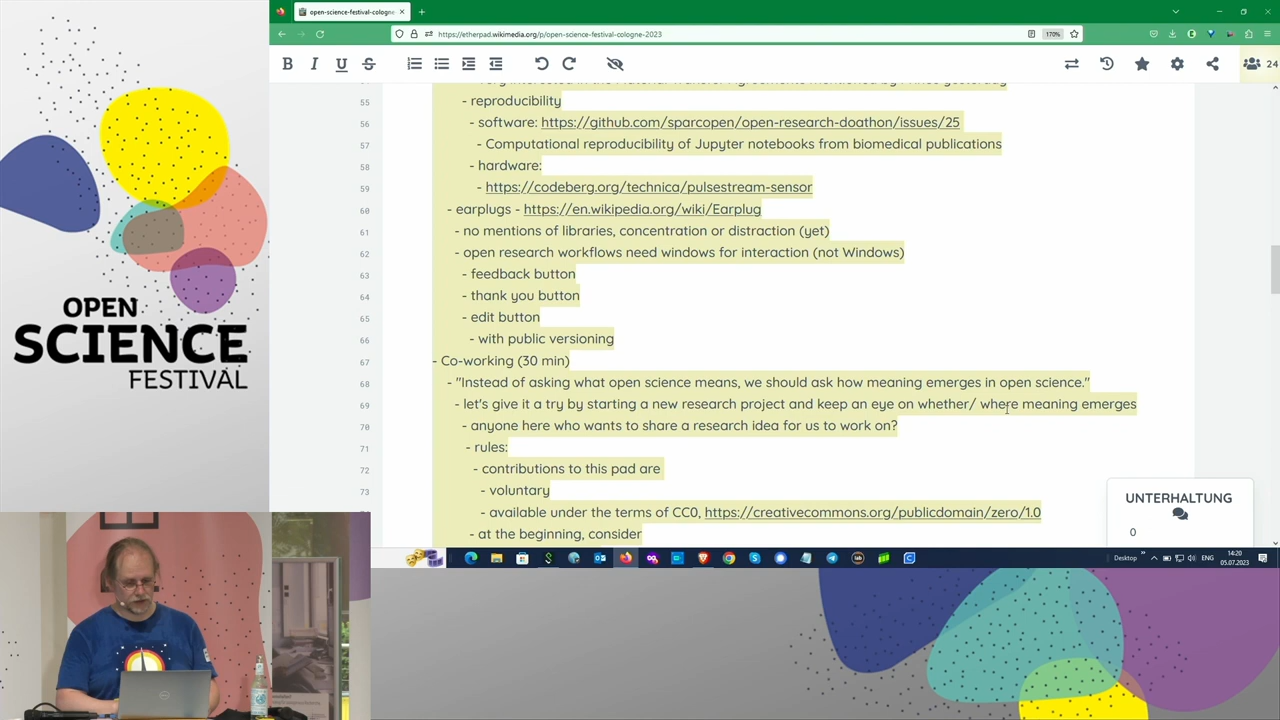 open-science-festival-cologne
https://etherpad.wikimedia.org/p/open-science-festival-cologne-2023
170%
B I U S
24
55 - reproducibility
56 - software: https://github.com/sparcopen/open-research-doathon/issues/25
57 - Computational reproducibility of Jupyter notebooks from biomedical publications
58 - hardware:
59 - https://codeberg.org/technica/pulsestream-sensor
60 - earplugs - https://en.wikipedia.org/wiki/Earplug
61 - no mentions of libraries, concentration or distraction (yet)
62 - open research workflows need windows for interaction (not Windows)
63 - feedback button
64 - thank you button
65 - edit button
66 - with public versioning
67 - Co-working (30 min)
68 - "Instead of asking what open science means, we should ask how meaning emerges in open science."
69 - let's give it a try by starting a new research project and keep an eye on whether/ where meaning emerges
70 - anyone here who wants to share a research idea for us to work on?
71 - rules:
72 - contributions to this pad are
73 - voluntary
- available under the terms of CC0, https://creativecommons.org/publicdomain/zero/1.0
- at the beginning, consider
UNTERHALTUNG
0
Desktop
ENG
14:20
05.07.2023
OPEN
SCIENCE
FESTIVAL
DELL